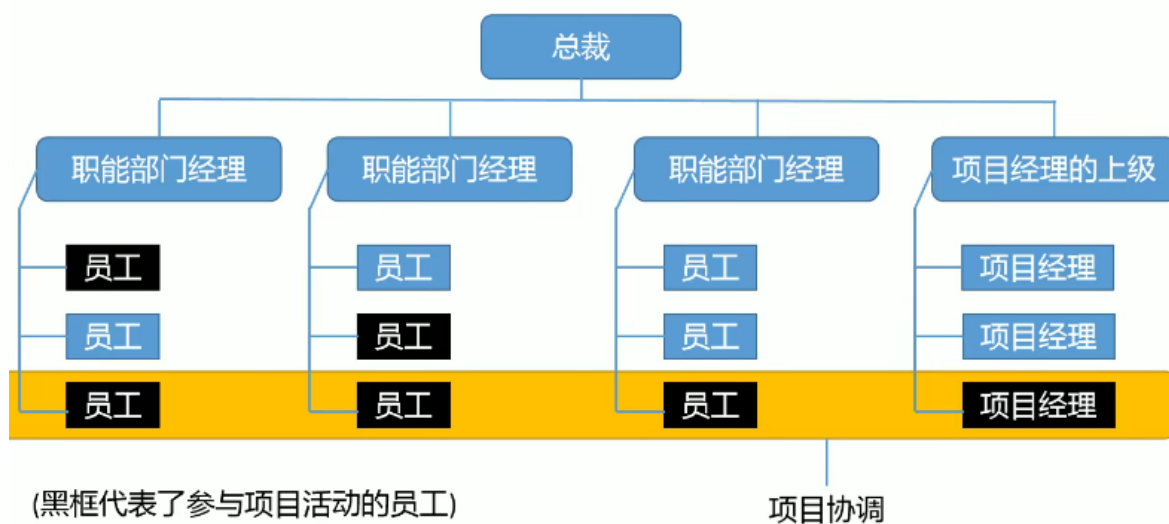 总裁
职能部门经理 职能部门经理 职能部门经理 项目经理的上级
员工 员工 员工 项目经理
员工 员工 员工 项目经理
员工 员工 员工 项目经理
(黑框代表了参与项目活动的员工) 项目协调